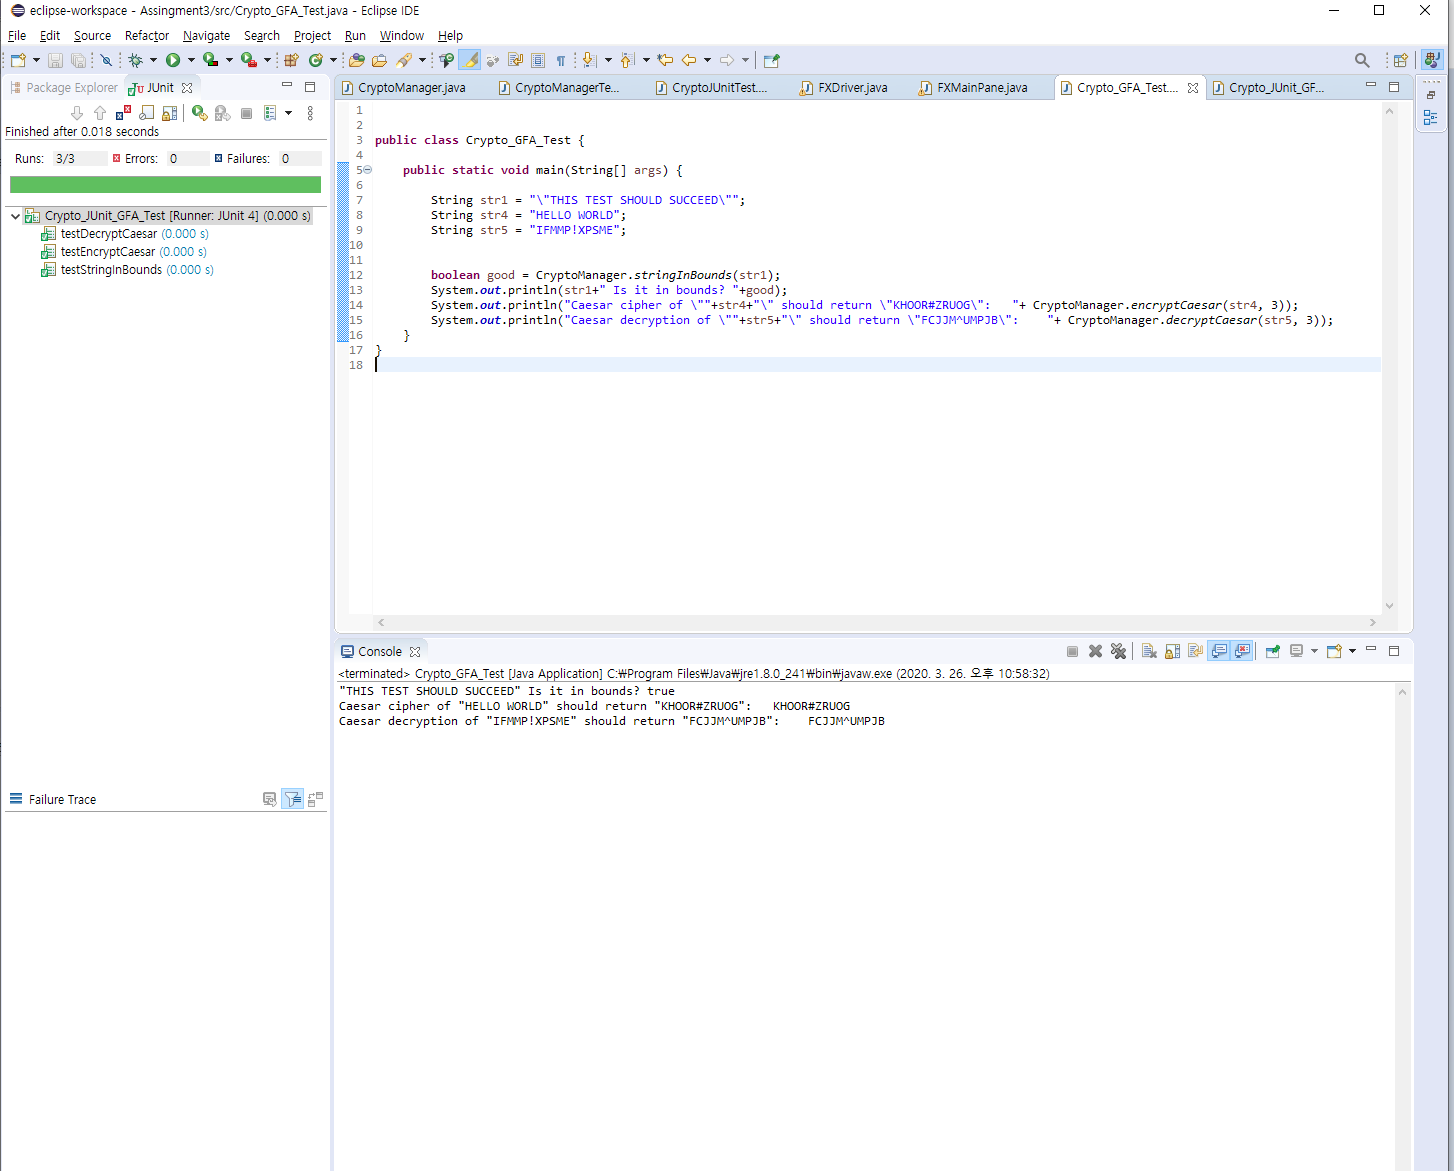 eclipse-workspace - Assingment3/src/Crypto_GFA_Test.java - Eclipse IDE
File Edit Source Refactor Navigate Search Project Run Window Help
Package Explorer JUnit
Finished after 0.018 seconds
Runs: 3/3 Errors: 0 Failures: 0
Crypto_JUnit_GFA_Test [Runner: JUnit 4] (0.000 s)
testDecryptCaesar (0.000 s)
testEncryptCaesar (0.000 s)
testStringInBounds (0.000 s)
Failure Trace
CryptoManager.java CryptoManagerTe... CryptoJUnitTest.... FXDriver.java FXMainPane.java Crypto_GFA_Test.... Crypto_JUnit_GF...
1
2
3 public class Crypto_GFA_Test {
4
5 public static void main(String[] args) {
6
7 String str1 = "\"THIS TEST SHOULD SUCCEED\"";
8 String str4 = "HELLO WORLD";
9 String str5 = "IFMMP!XPSME";
10
11
12 boolean good = CryptoManager.stringInBounds(str1);
13 System.out.println(str1+" Is it in bounds? "+good);
14 System.out.println("Caesar cipher of \""+str4+"\" should return \"KHOOR#ZRUOG\":   "+ CryptoManager.encryptCaesar(str4, 3));
15 System.out.println("Caesar decryption of \""+str5+"\" should return \"FCJJM^UMPJB\":    "+ CryptoManager.decryptCaesar(str5, 3));
16 }
17 }
18
Console
<terminated> Crypto_GFA_Test [Java Application] C:₩Program Files₩Java₩jre1.8.0_241₩bin₩javaw.exe (2020. 3. 26. 오후 10:58:32)
"THIS TEST SHOULD SUCCEED" Is it in bounds? true
Caesar cipher of "HELLO WORLD" should return "KHOOR#ZRUOG":   KHOOR#ZRUOG
Caesar decryption of "IFMMP!XPSME" should return "FCJJM^UMPJB":    FCJJM^UMPJB